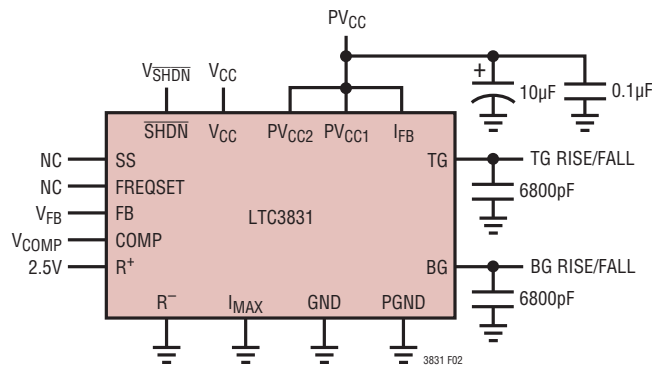 PVCC
VSHDN VCC
+ 10µF 0.1µF
SHDN VCC PVCC2 PVCC1 IFB
NC SS TG TG RISE/FALL
NC FREQSET 6800pF
VFB FB LTC3831
VCOMP COMP
2.5V R+ BG BG RISE/FALL
R– IMAX GND PGND 6800pF
3831 F02